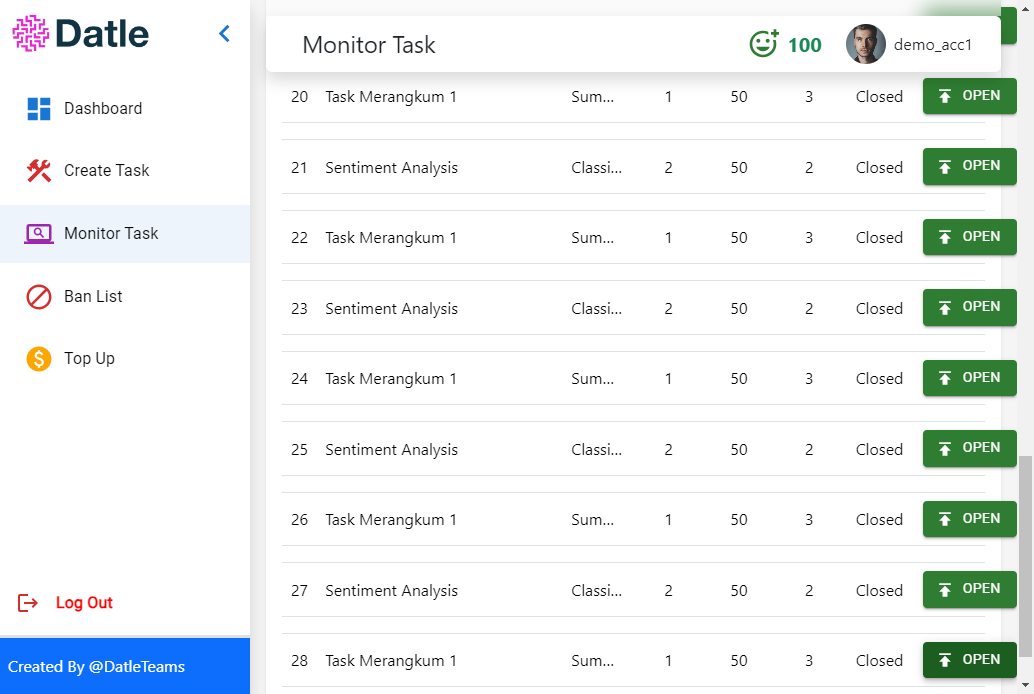 Datle
Dashboard
Create Task
Monitor Task
Ban List
Top Up
Log Out
Created By @DatleTeams
Monitor Task 100 demo_acc1
20 Task Merangkum 1 Sum... 1 50 3 Closed OPEN
21 Sentiment Analysis Classi... 2 50 2 Closed OPEN
22 Task Merangkum 1 Sum... 1 50 3 Closed OPEN
23 Sentiment Analysis Classi... 2 50 2 Closed OPEN
24 Task Merangkum 1 Sum... 1 50 3 Closed OPEN
25 Sentiment Analysis Classi... 2 50 2 Closed OPEN
26 Task Merangkum 1 Sum... 1 50 3 Closed OPEN
27 Sentiment Analysis Classi... 2 50 2 Closed OPEN
28 Task Merangkum 1 Sum... 1 50 3 Closed OPEN